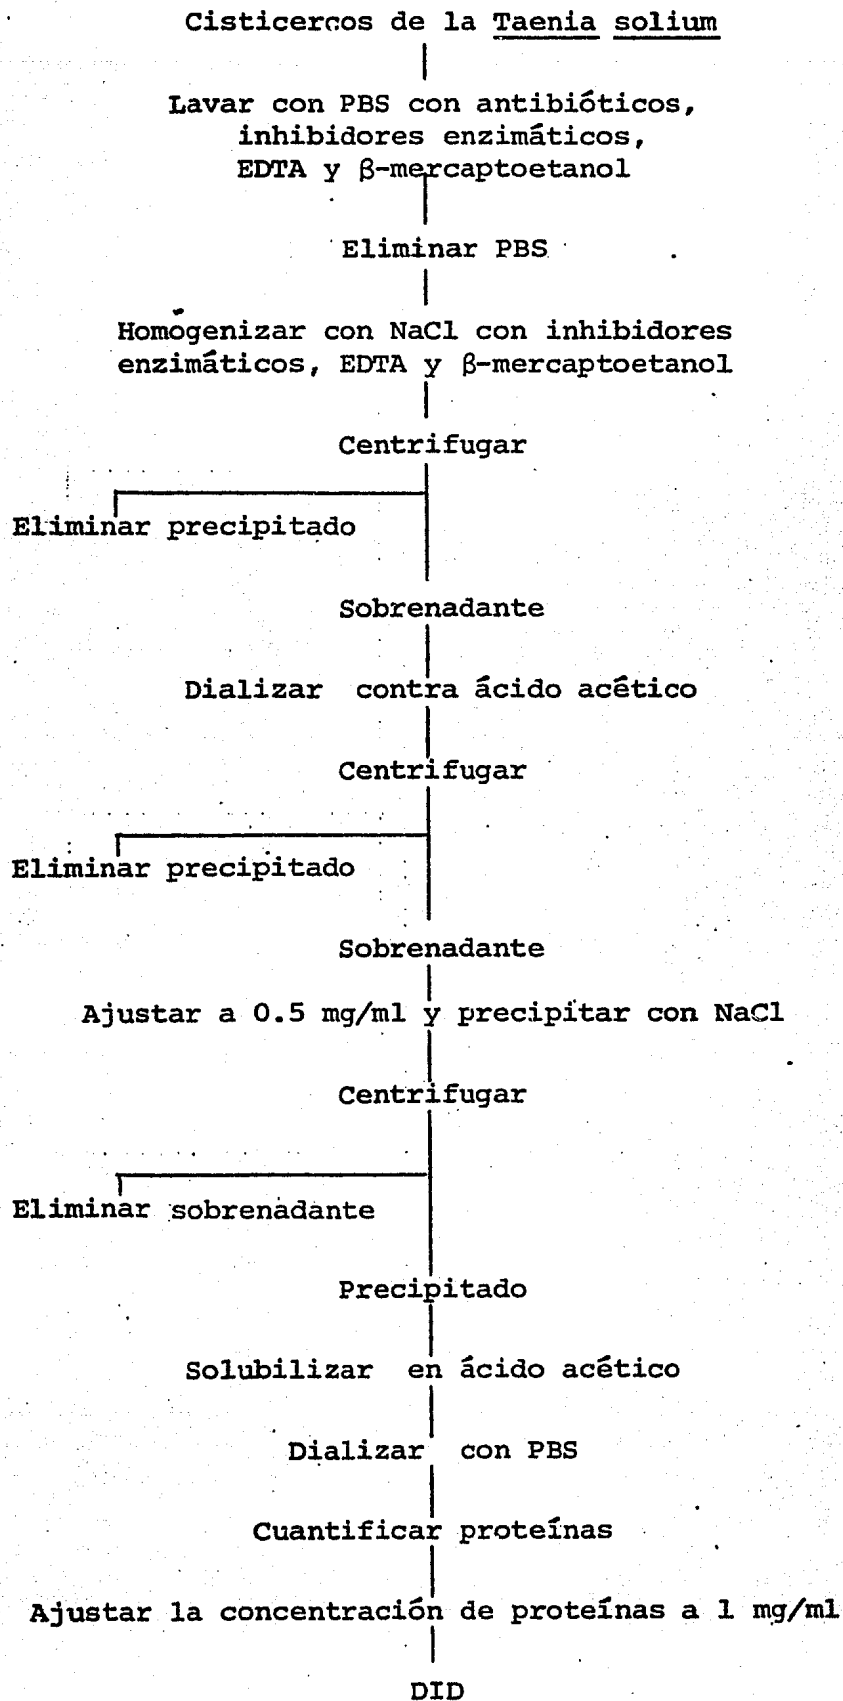 Cisticercos de la Taenia solium
Lavar con PBS con antibióticos,
inhibidores enzimáticos,
EDTA y β-mercaptoetanol
Eliminar PBS
Homogenizar con NaCl con inhibidores
enzimáticos, EDTA y β-mercaptoetanol
Centrifugar
Eliminar precipitado
Sobrenadante
Dializar contra ácido acético
Centrifugar
Eliminar precipitado
Sobrenadante
Ajustar a 0.5 mg/ml y precipitar con NaCl
Centrifugar
Eliminar sobrenadante
Precipitado
Solubilizar en ácido acético
Dializar con PBS
Cuantificar proteínas
Ajustar la concentración de proteínas a 1 mg/ml
DID